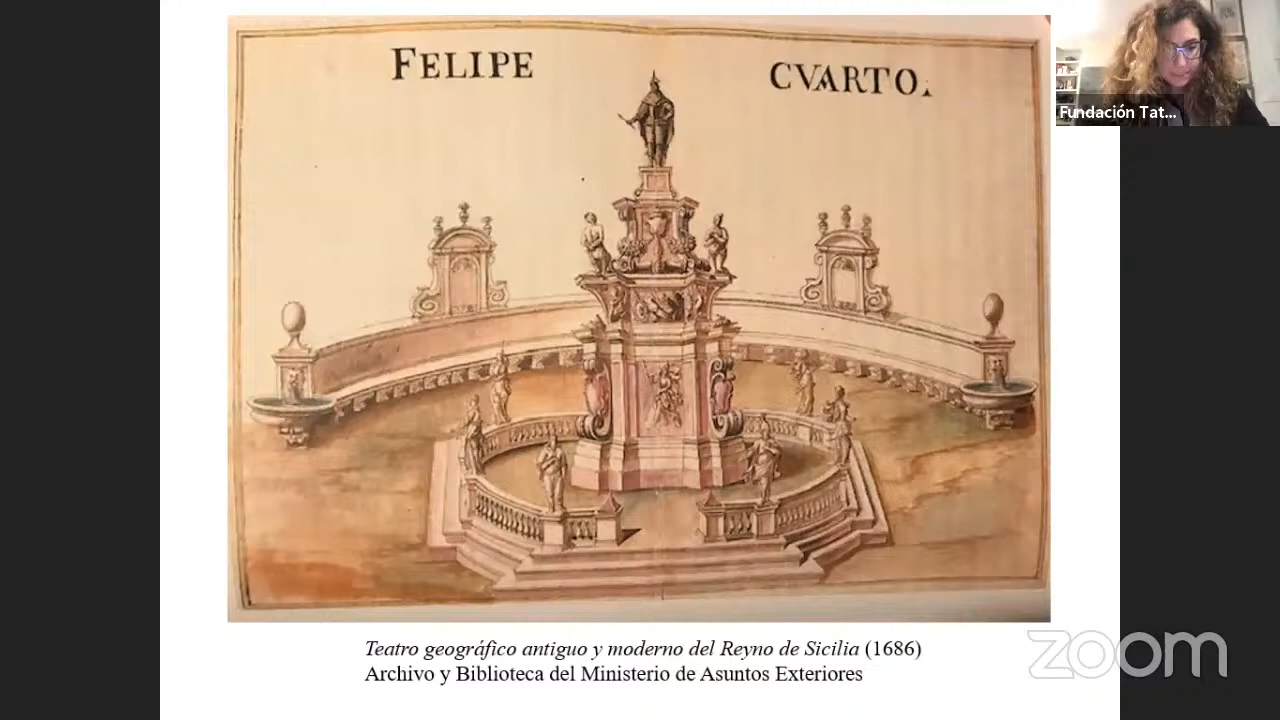 FELIPE CVARTO.
Fundación Tat...
Teatro geográfico antiguo y moderno del Reyno de Sicilia (1686)
Archivo y Biblioteca del Ministerio de Asuntos Exteriores
zoom